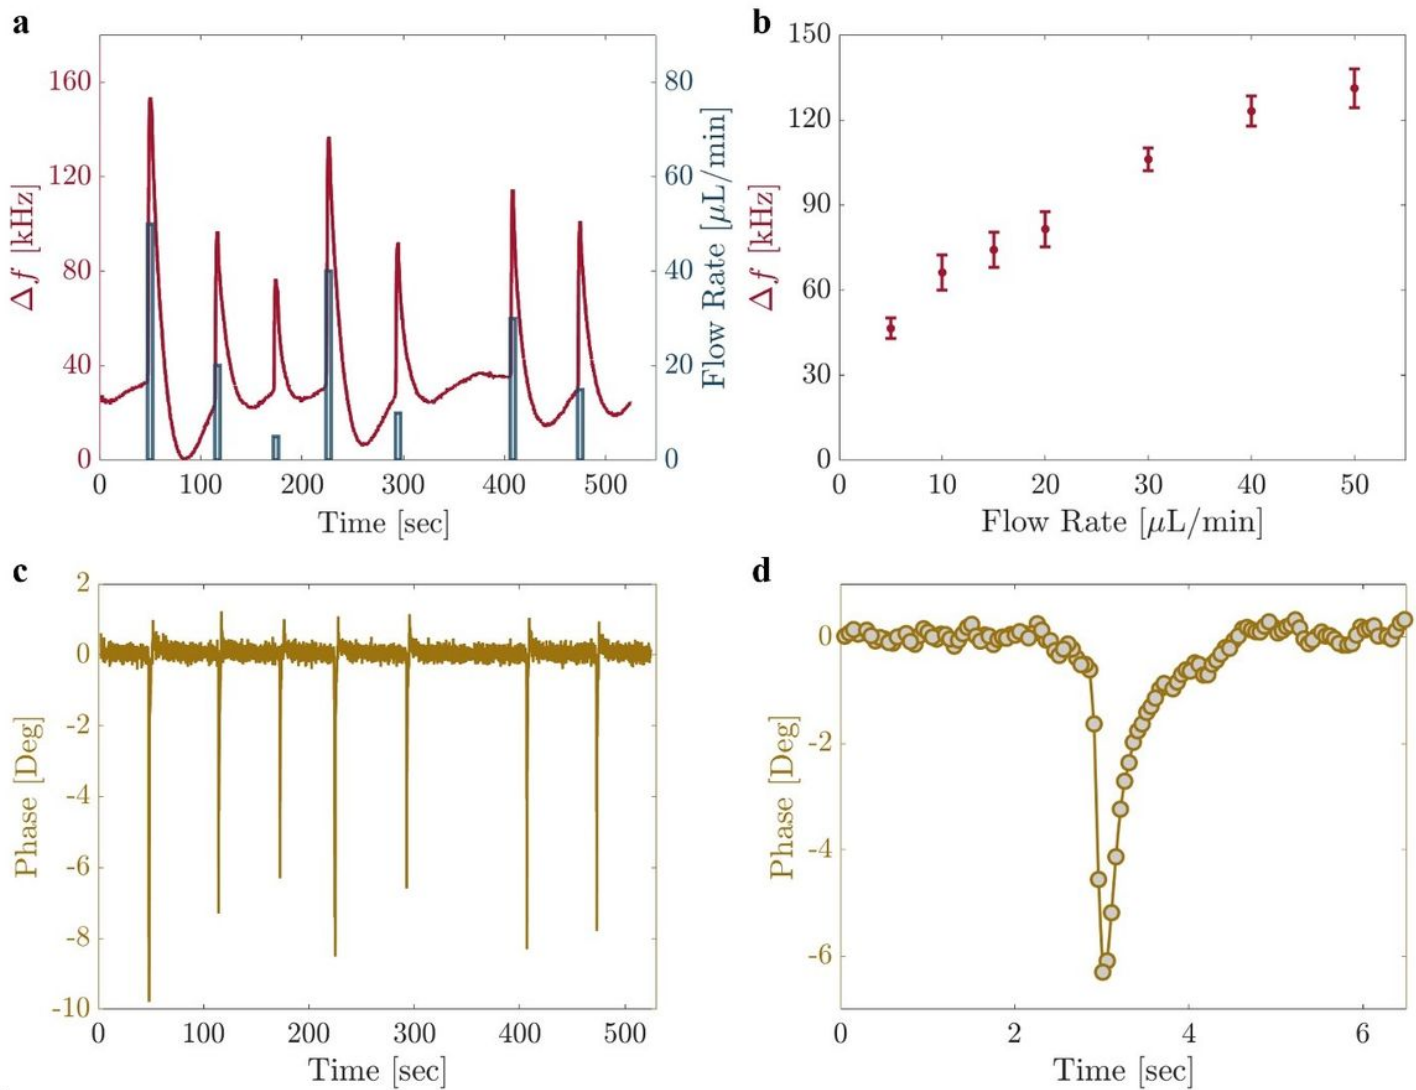 a
160
120
80
40
0
Δf [kHz]
80
60
40
20
0
Flow Rate [μL/min]
0 100 200 300 400 500
Time [sec]
b
150
120
90
60
30
0
Δf [kHz]
0 10 20 30 40 50
Flow Rate [μL/min]
c
2
0
-2
-4
-6
-8
-10
Phase [Deg]
0 100 200 300 400 500
Time [sec]
d
0
-2
-4
-6
Phase [Deg]
0 2 4 6
Time [sec]